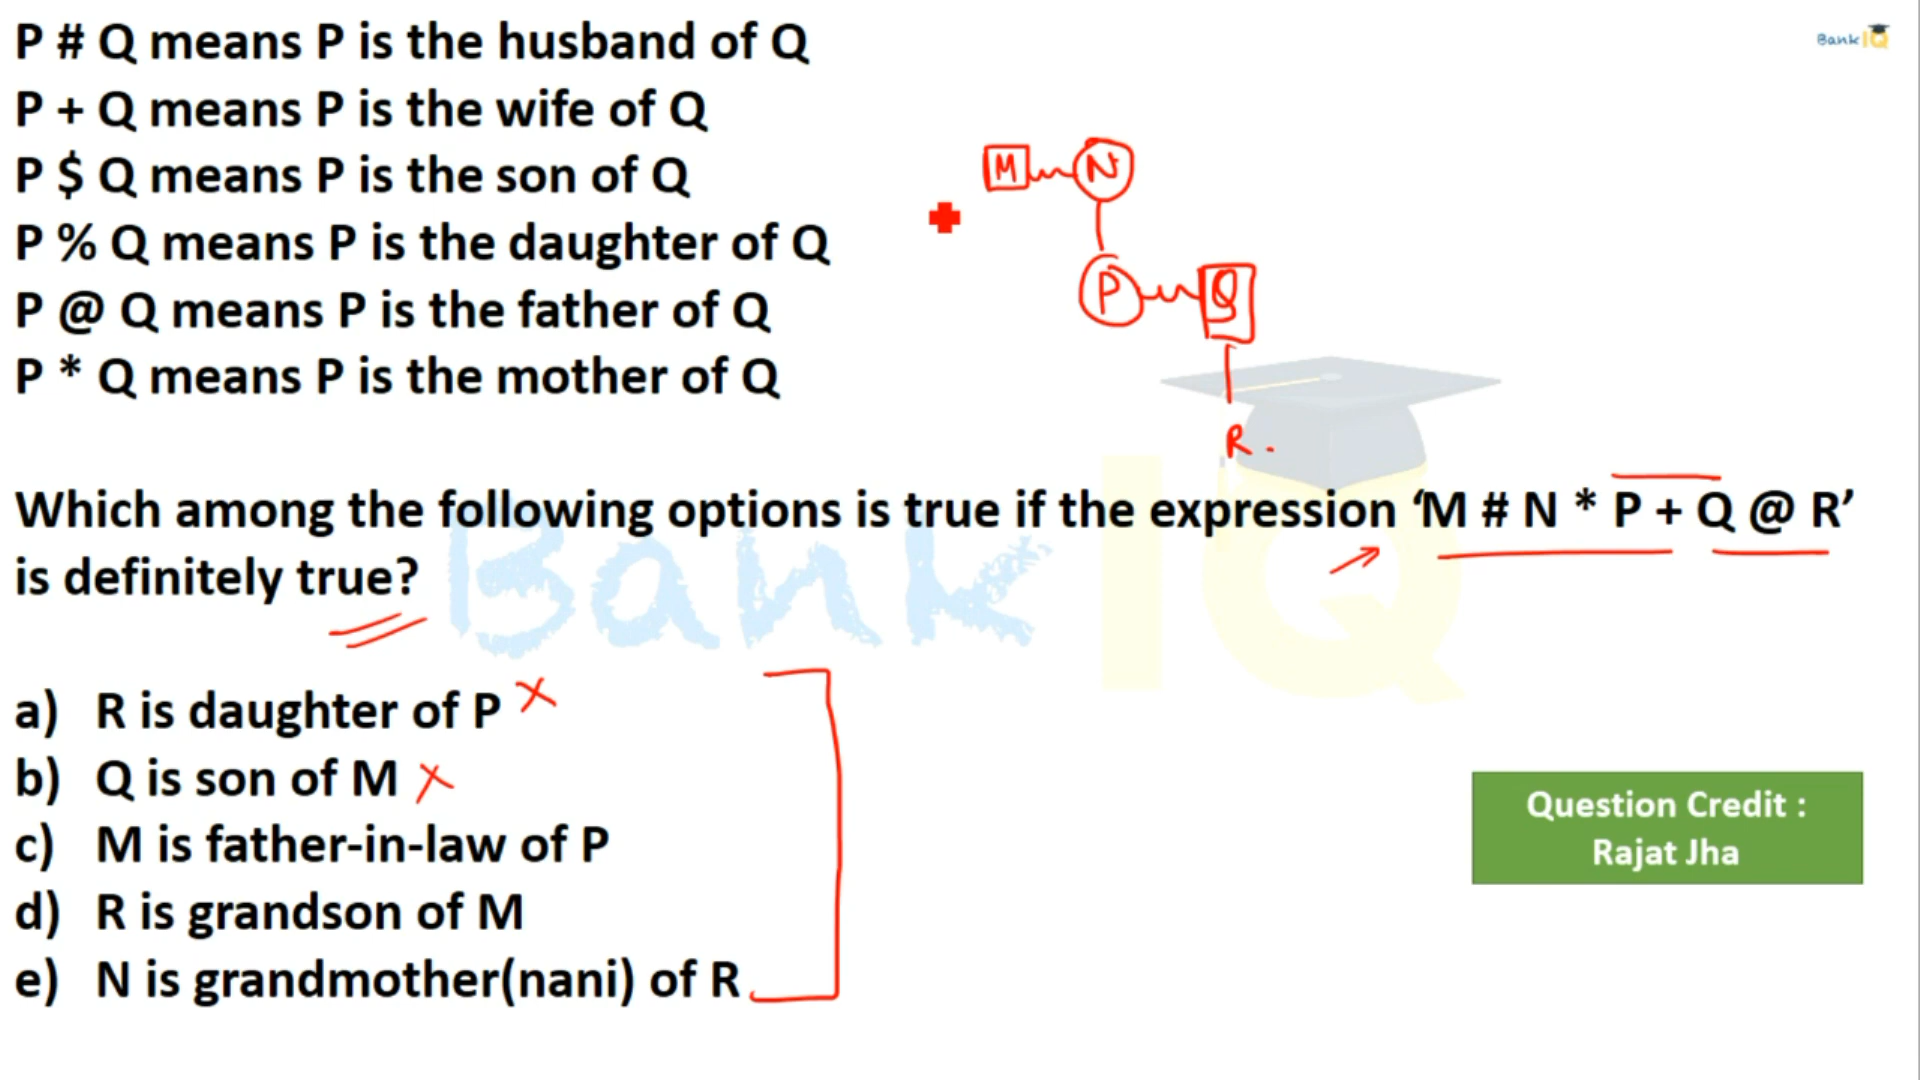 P # Q means P is the husband of Q
Bank IQ
P + Q means P is the wife of Q
M N
P $ Q means P is the son of Q
P % Q means P is the daughter of Q
P Q
P @ Q means P is the father of Q
P * Q means P is the mother of Q
R.
Which among the following options is true if the expression ‘M # N * P + Q @ R’
is definitely true?
Bank IQ
a) R is daughter of P
b) Q is son of M
c) M is father-in-law of P
d) R is grandson of M
e) N is grandmother(nani) of R
Question Credit :
Rajat Jha